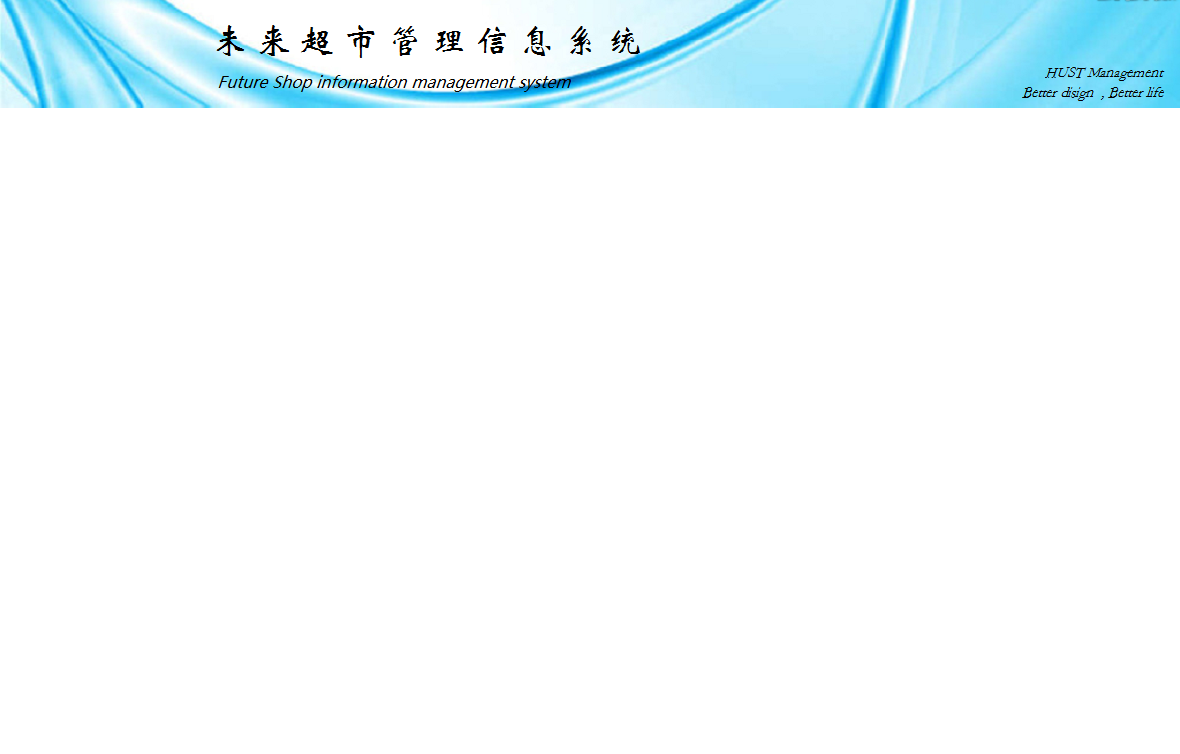 未来超市管理信息系统
Future Shop information management system
HUST Management
Better disign , Better life